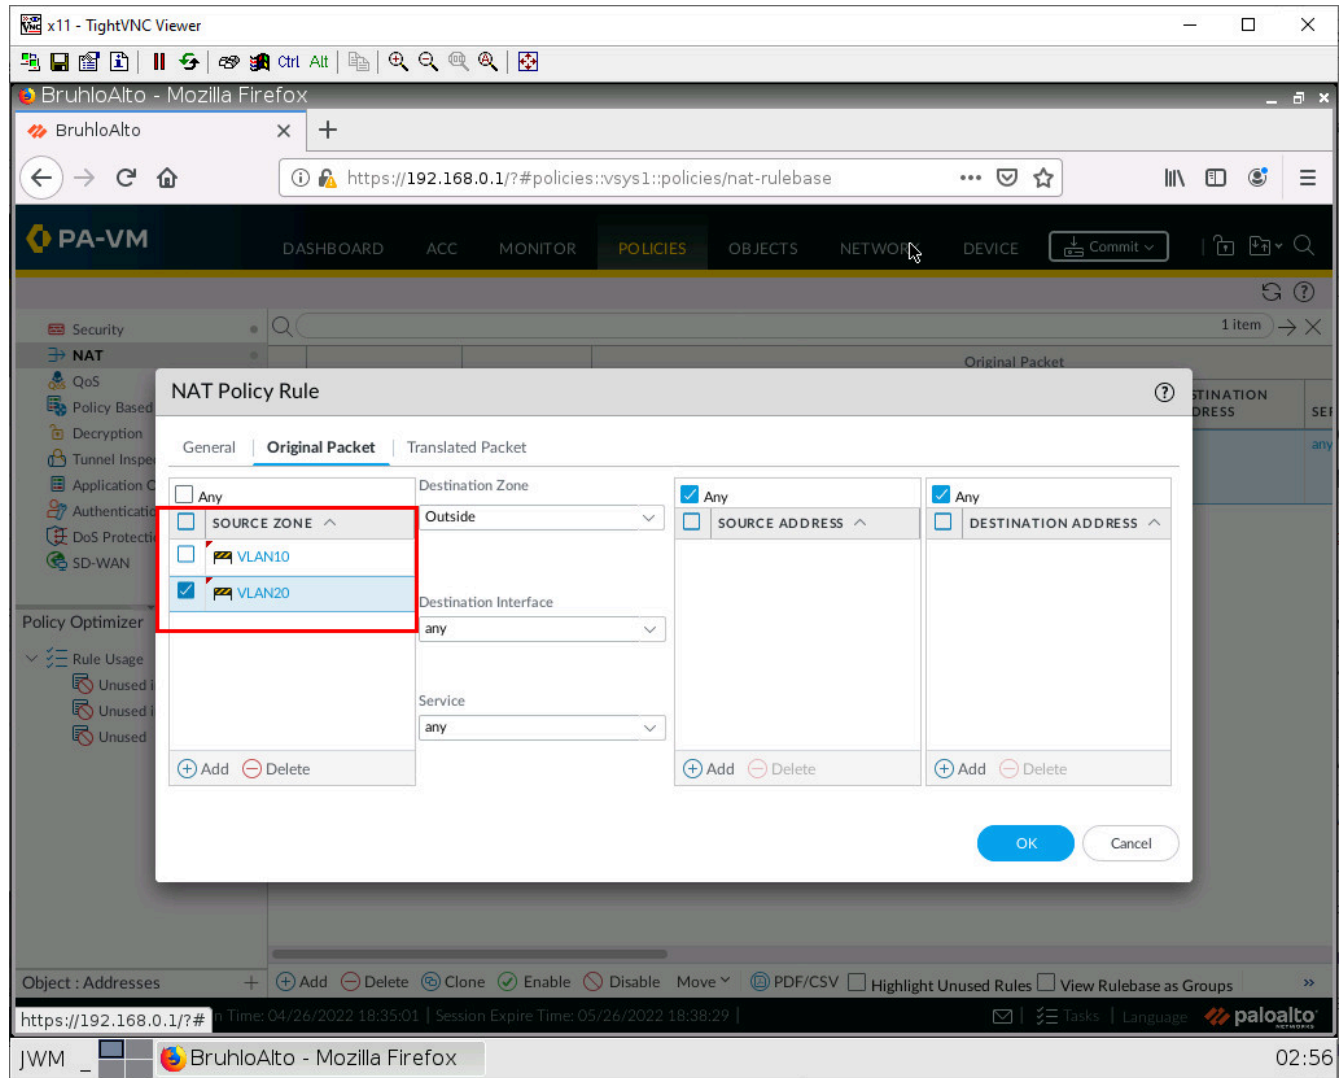 x11 - TightVNC Viewer
Ctrl Alt
BruhloAlto - Mozilla Firefox
BruhloAlto
https://192.168.0.1/?#policies::vsys1::policies/nat-rulebase
PA-VM
DASHBOARD ACC MONITOR POLICIES OBJECTS NETWORK DEVICE Commit
Security
1 item
NAT
Original Packet
QoS
Policy Based
Decryption
Tunnel Inspe
Application O
Authenticatio
DoS Protecti
SD-WAN
STINATION
DRESS
SER
any
NAT Policy Rule
General Original Packet Translated Packet
Any
SOURCE ZONE
VLAN10
VLAN20
Add Delete
Destination Zone
Outside
Destination Interface
any
Service
any
Any
SOURCE ADDRESS
Add Delete
Any
DESTINATION ADDRESS
Add Delete
OK Cancel
Policy Optimizer
Rule Usage
Unused i
Unused i
Unused
Object : Addresses
Add Delete Clone Enable Disable Move PDF/CSV Highlight Unused Rules View Rulebase as Groups
https://192.168.0.1/?#
n Time: 04/26/2022 18:35:01 | Session Expire Time: 05/26/2022 18:38:29 |
Tasks | Language paloalto
NETWORKS
JWM BruhloAlto - Mozilla Firefox 02:56